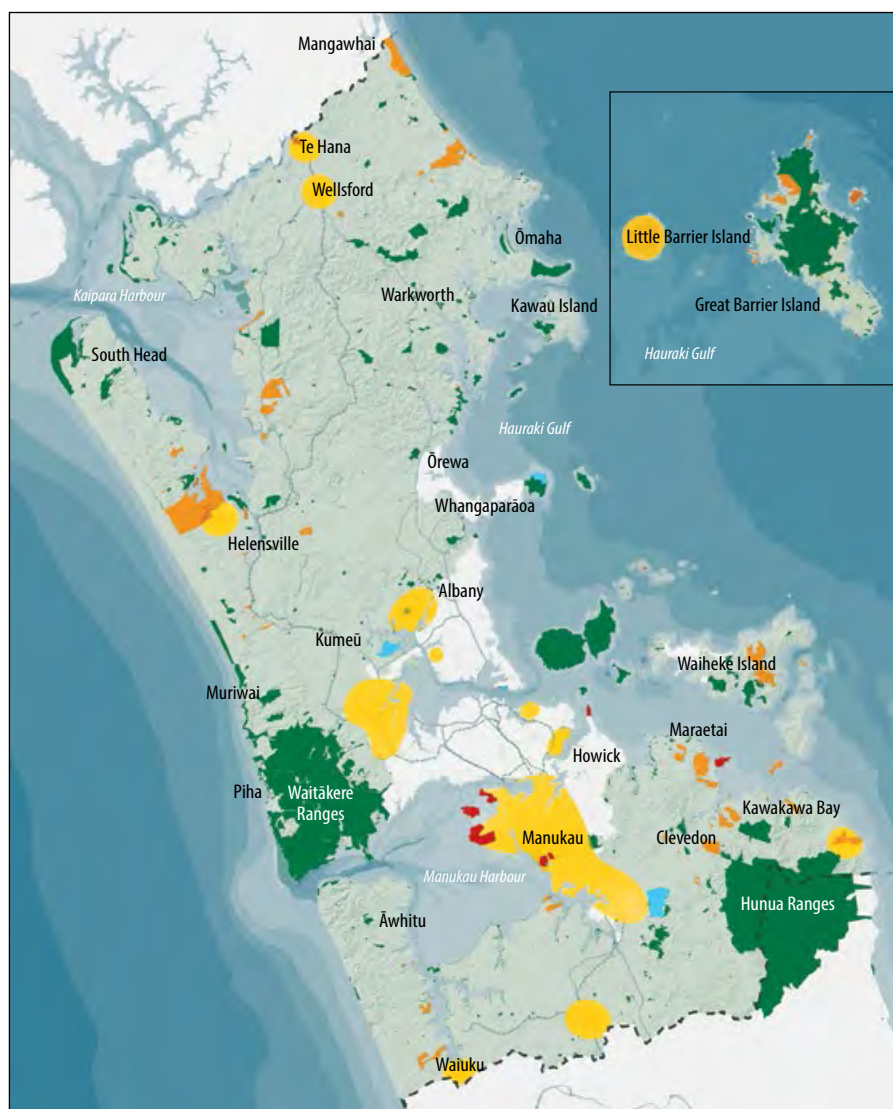 Mangawhai
Te Hana
Wellsford
Little Barrier Island
Ōmaha
Kaipara Harbour
Warkworth
Kawau Island
Great Barrier Island
South Head
Hauraki Gulf
Hauraki Gulf
Ōrewa
Whangaparāoa
Helensville
Albany
Kumeū
Waiheke Island
Muriwai
Maraetai
Howick
Piha
Waitākere
Ranges
Kawakawa Bay
Manukau
Clevedon
Manukau Harbour
Hunua Ranges
Āwhitu
Waiuku